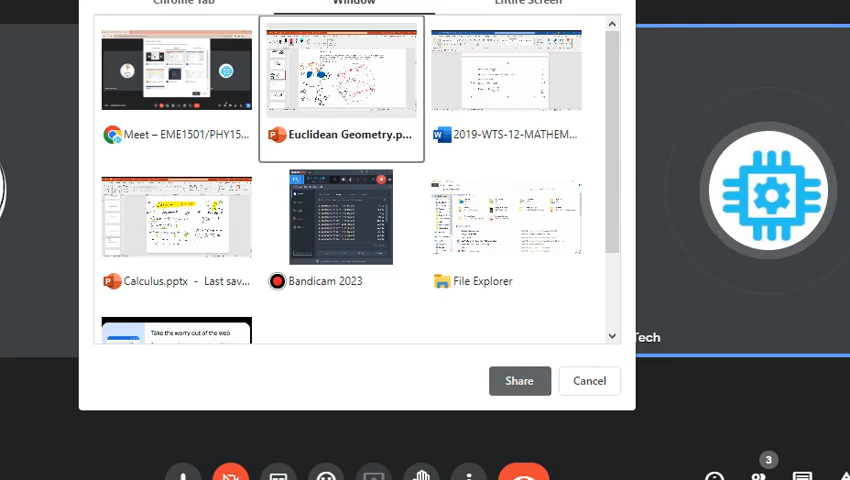 Chrome Tab
Window
Entire Screen
Meet – EME1501/PHY15...
Euclidean Geometry.p...
2019-WTS-12-MATHEM...
Calculus.pptx - Last sav...
Bandicam 2023
File Explorer
Take the worry out of the web
Tech
Share
Cancel
3